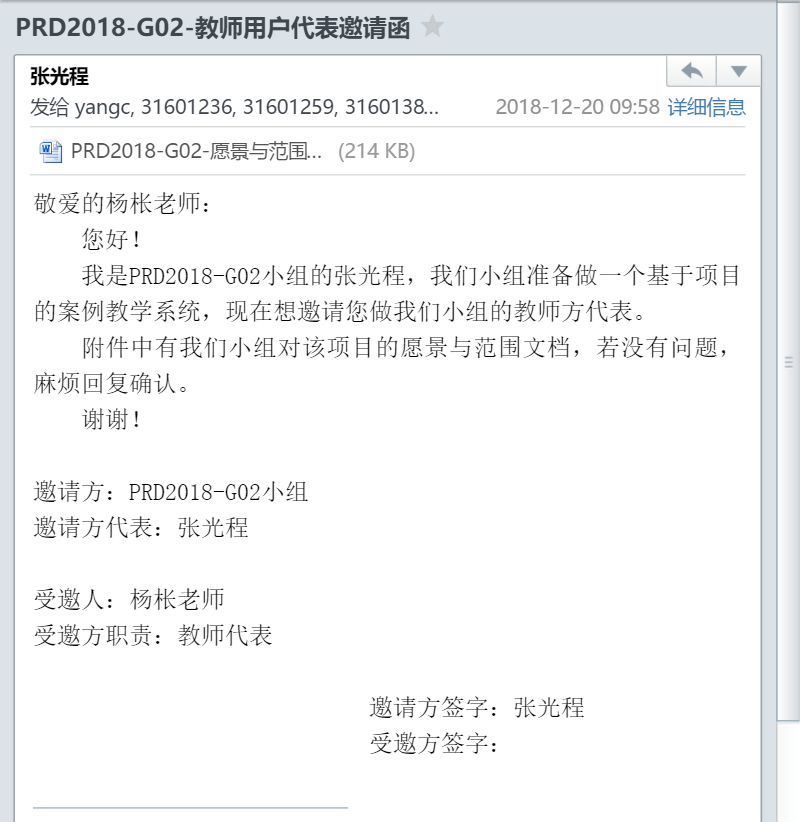 PRD2018-G02-教师用户代表邀请函
张光程
发给 yangc, 31601236, 31601259, 3160138...
2018-12-20 09:58 详细信息
PRD2018-G02-愿景与范围... (214 KB)
敬爱的杨枨老师：
您好！
我是PRD2018-G02小组的张光程，我们小组准备做一个基于项目
的案例教学系统，现在想邀请您做我们小组的教师方代表。
附件中有我们小组对该项目的愿景与范围文档，若没有问题，
麻烦回复确认。
谢谢！
邀请方：PRD2018-G02小组
邀请方代表：张光程
受邀人：杨枨老师
受邀方职责：教师代表
邀请方签字：张光程
受邀方签字：